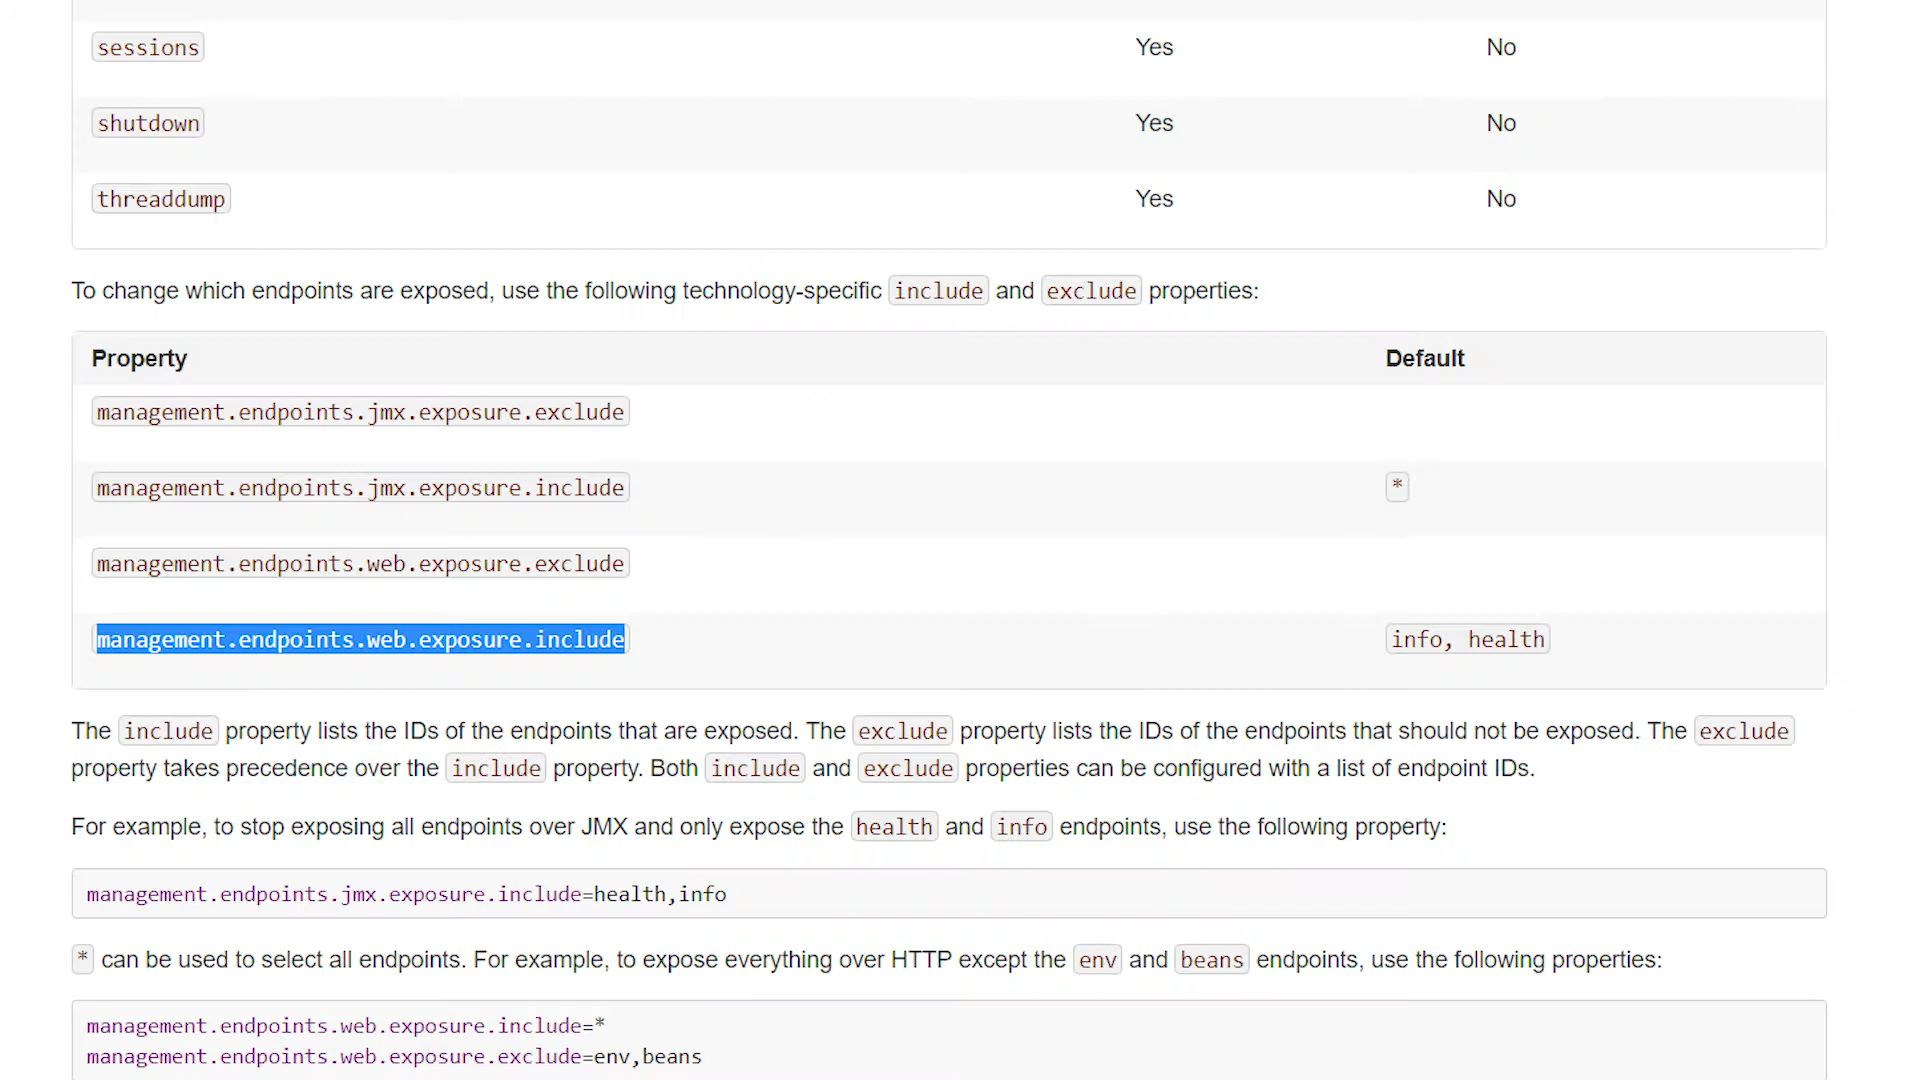 sessions Yes No
shutdown Yes No
threaddump Yes No
To change which endpoints are exposed, use the following technology-specific include and exclude properties:
Property Default
management.endpoints.jmx.exposure.exclude
management.endpoints.jmx.exposure.include *
management.endpoints.web.exposure.exclude
management.endpoints.web.exposure.include info, health
The include property lists the IDs of the endpoints that are exposed. The exclude property lists the IDs of the endpoints that should not be exposed. The exclude
property takes precedence over the include property. Both include and exclude properties can be configured with a list of endpoint IDs.
For example, to stop exposing all endpoints over JMX and only expose the health and info endpoints, use the following property:
management.endpoints.jmx.exposure.include=health,info
* can be used to select all endpoints. For example, to expose everything over HTTP except the env and beans endpoints, use the following properties:
management.endpoints.web.exposure.include=*
management.endpoints.web.exposure.exclude=env,beans